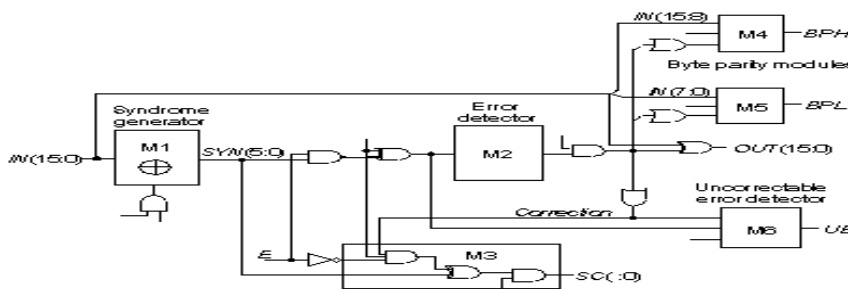 IN(15:8)
M4
BPH
Byte parity modules
IN(7:0)
M5
BPL
Syndrome generator
M1
IN(15:0)
SYN(5:0)
Error detector
M2
OUT(15:0)
Correction
Uncorrectable error detector
M6
UE
E
M3
SC(:0)